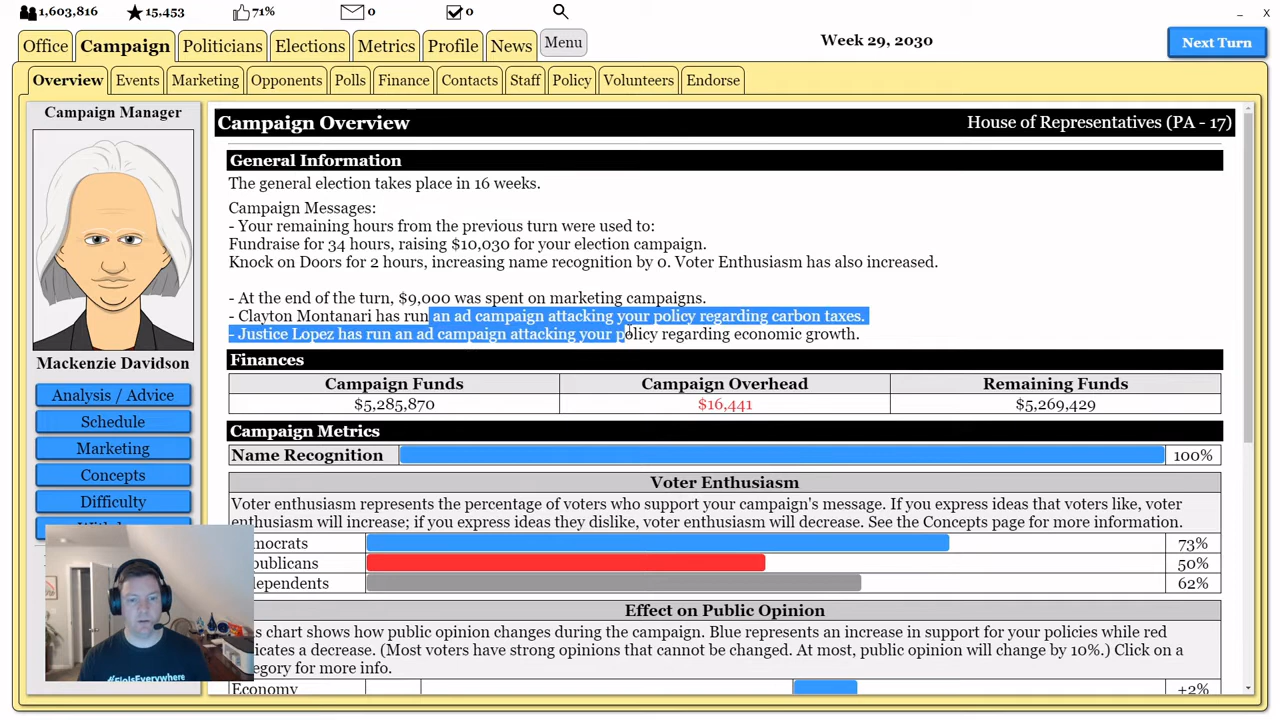 1,603,816 15,453 71% 0 0
_ X
Office Campaign Politicians Elections Metrics Profile News Menu
Week 29, 2030
Next Turn
Overview Events Marketing Opponents Polls Finance Contacts Staff Policy Volunteers Endorse
Campaign Manager
Mackenzie Davidson
Analysis / Advice
Schedule
Marketing
Concepts
Difficulty
Campaign Overview House of Representatives (PA - 17)
General Information
The general election takes place in 16 weeks.
Campaign Messages:
- Your remaining hours from the previous turn were used to:
Fundraise for 34 hours, raising $10,030 for your election campaign.
Knock on Doors for 2 hours, increasing name recognition by 0. Voter Enthusiasm has also increased.
- At the end of the turn, $9,000 was spent on marketing campaigns.
- Clayton Montanari has run an ad campaign attacking your policy regarding carbon taxes.
- Justice Lopez has run an ad campaign attacking your policy regarding economic growth.
Finances
Campaign Funds Campaign Overhead Remaining Funds
$5,285,870 $16,441 $5,269,429
Campaign Metrics
Name Recognition 100%
Voter Enthusiasm
Voter enthusiasm represents the percentage of voters who support your campaign's message. If you express ideas that voters like, voter
enthusiasm will increase; if you express ideas they dislike, voter enthusiasm will decrease. See the Concepts page for more information.
mocrats 73%
publicans 50%
dependents 62%
Effect on Public Opinion
s chart shows how public opinion changes during the campaign. Blue represents an increase in support for your policies while red
icates a decrease. (Most voters have strong opinions that cannot be changed. At most, public opinion will change by 10%.) Click on a
egory for more info.
Economy +2%